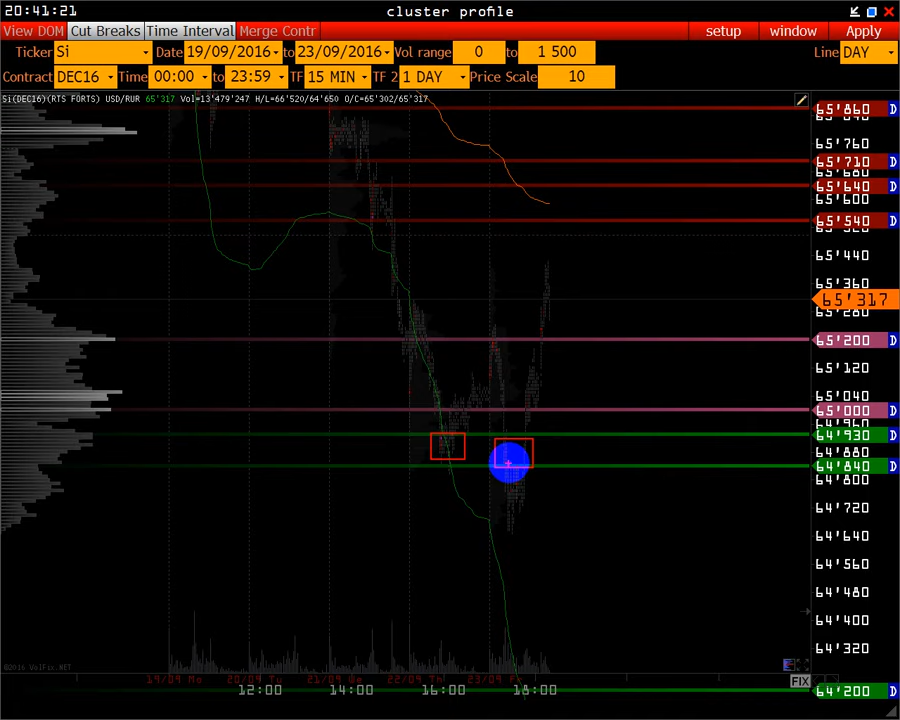 20:41:21 cluster profile
View DOM Cut Breaks Time Interval Merge Contr setup window Apply
Ticker Si Date 19/09/2016 to 23/09/2016 Vol range 0 to 1 500 Line DAY
Contract DEC16 Time 00:00 to 23:59 TF 15 MIN TF 2 1 DAY Price Scale 10
Si(DEC16)(RTS FORTS) USD/RUR 65'317 Vol=13'479'247 H/L=66'520/64'650 O/C=65'302/65'317
65'860 D
65'760
65'710 D
65'640 D
65'600
65'540 D
65'440
65'360
65'317
65'280
65'200 D
65'120
65'040
65'000 D
64'960
64'930 D
64'880
64'840 D
64'800
64'720
64'640
64'560
64'480
64'400
64'320
©2016 VolFix.NET
FIX
19/09 Mo 20/09 Tu 21/09 We 22/09 Th 23/09 F
12:00 14:00 16:00 18:00
64'200 D